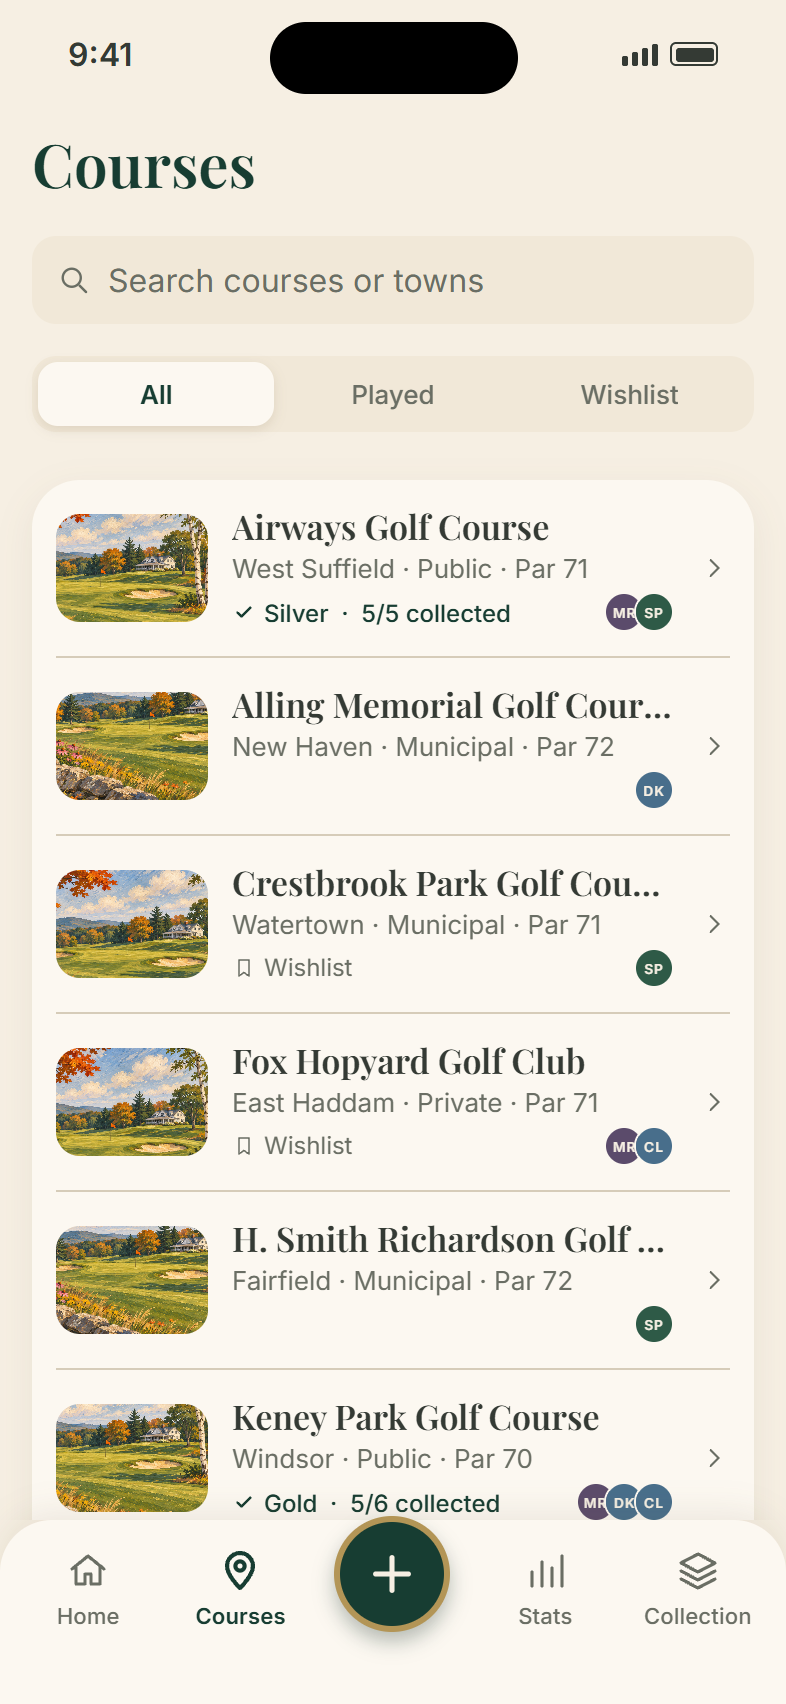 9:41
Courses
Search courses or towns
All
Played
Wishlist
Airways Golf Course
West Suffield · Public · Par 71
Silver · 5/5 collected
MR SP
Alling Memorial Golf Cour...
New Haven · Municipal · Par 72
DK
Crestbrook Park Golf Cou...
Watertown · Municipal · Par 71
Wishlist
SP
Fox Hopyard Golf Club
East Haddam · Private · Par 71
Wishlist
MR CL
H. Smith Richardson Golf ...
Fairfield · Municipal · Par 72
SP
Keney Park Golf Course
Windsor · Public · Par 70
Gold · 5/6 collected
MR DK CL
Home
Courses
Stats
Collection